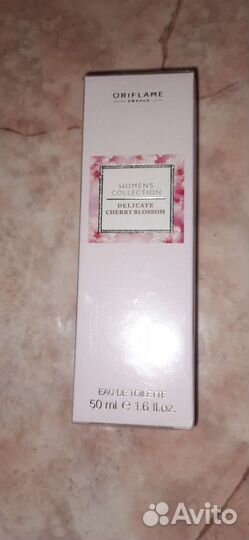 ORIFLAME
SWEDEN
WOMEN'S
COLLECTION
DELICATE
CHERRY BLOSSOM
EAU DE TOILETTE
50 ml ℮ 1.6 fl.oz.
Avito